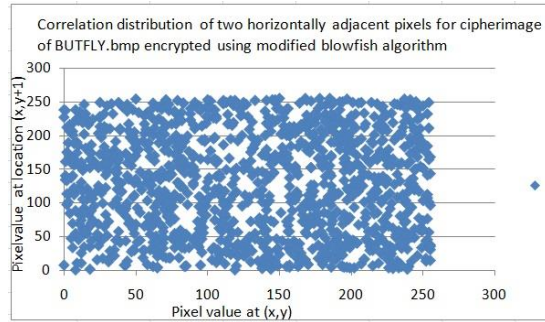 Correlation distribution of two horizontally adjacent pixels for cipherimage
of BUTFLY.bmp encrypted using modified blowfish algorithm
300
250
200
150
100
50
0
Pixelvalue at location (x,y+1)
0 50 100 150 200 250 300
Pixel value at (x,y)